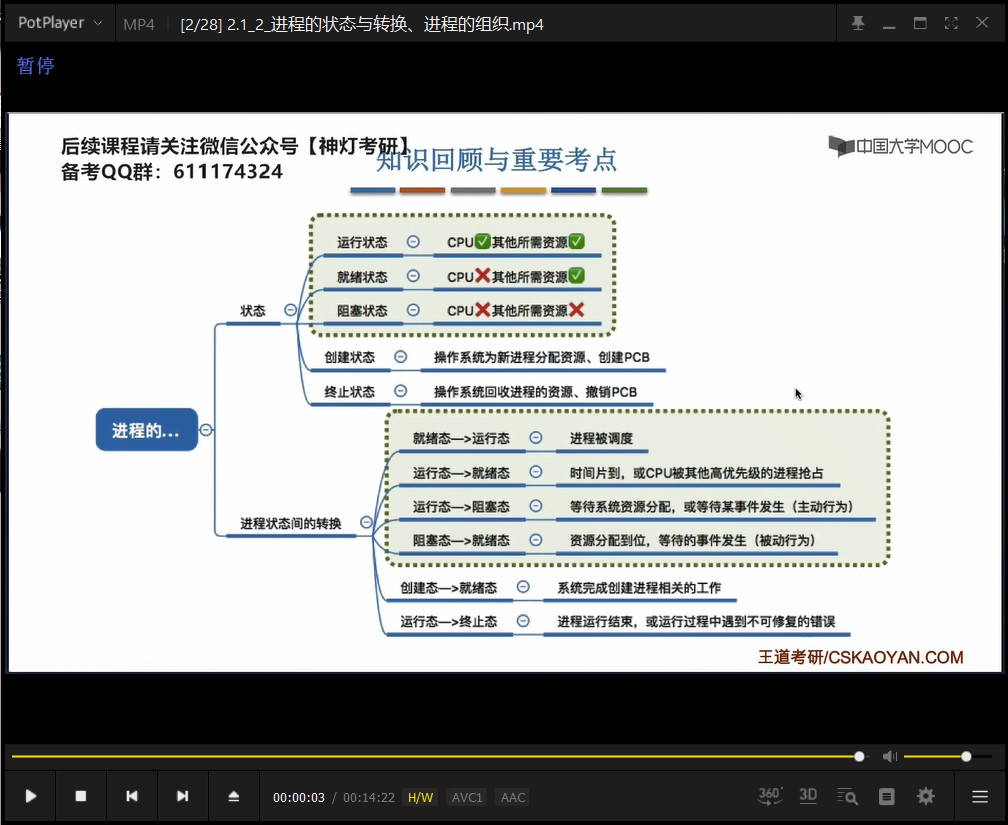 PotPlayer MP4 [2/28] 2.1_2_进程的状态与转换、进程的组织.mp4
暂停
后续课程请关注微信公众号【神灯考研】
备考QQ群：611174324
知识回顾与重要考点
中国大学MOOC
运行状态 CPU✅其他所需资源✅
就绪状态 CPU❌其他所需资源✅
状态
阻塞状态 CPU❌其他所需资源❌
创建状态 操作系统为新进程分配资源、创建PCB
终止状态 操作系统回收进程的资源、撤销PCB
进程的...
就绪态—>运行态 进程被调度
运行态—>就绪态 时间片到，或CPU被其他高优先级的进程抢占
运行态—>阻塞态 等待系统资源分配，或等待某事件发生（主动行为）
进程状态间的转换
阻塞态—>就绪态 资源分配到位，等待的事件发生（被动行为）
创建态—>就绪态 系统完成创建进程相关的工作
运行态—>终止态 进程运行结束，或运行过程中遇到不可修复的错误
王道考研/CSKAOYAN.COM
00:00:03 / 00:14:22 H/W AVC1 AAC 360° 3D